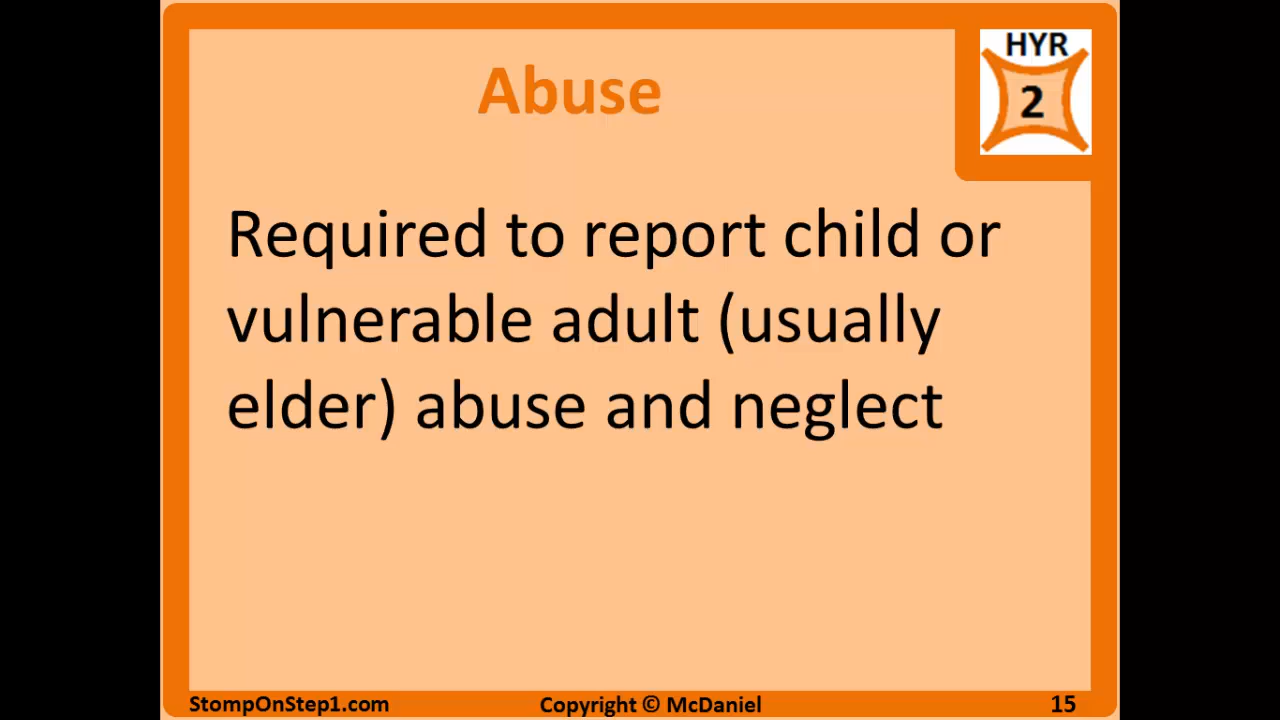 HYR
2
Abuse
Required to report child or
vulnerable adult (usually
elder) abuse and neglect
StompOnStep1.com Copyright © McDaniel 15